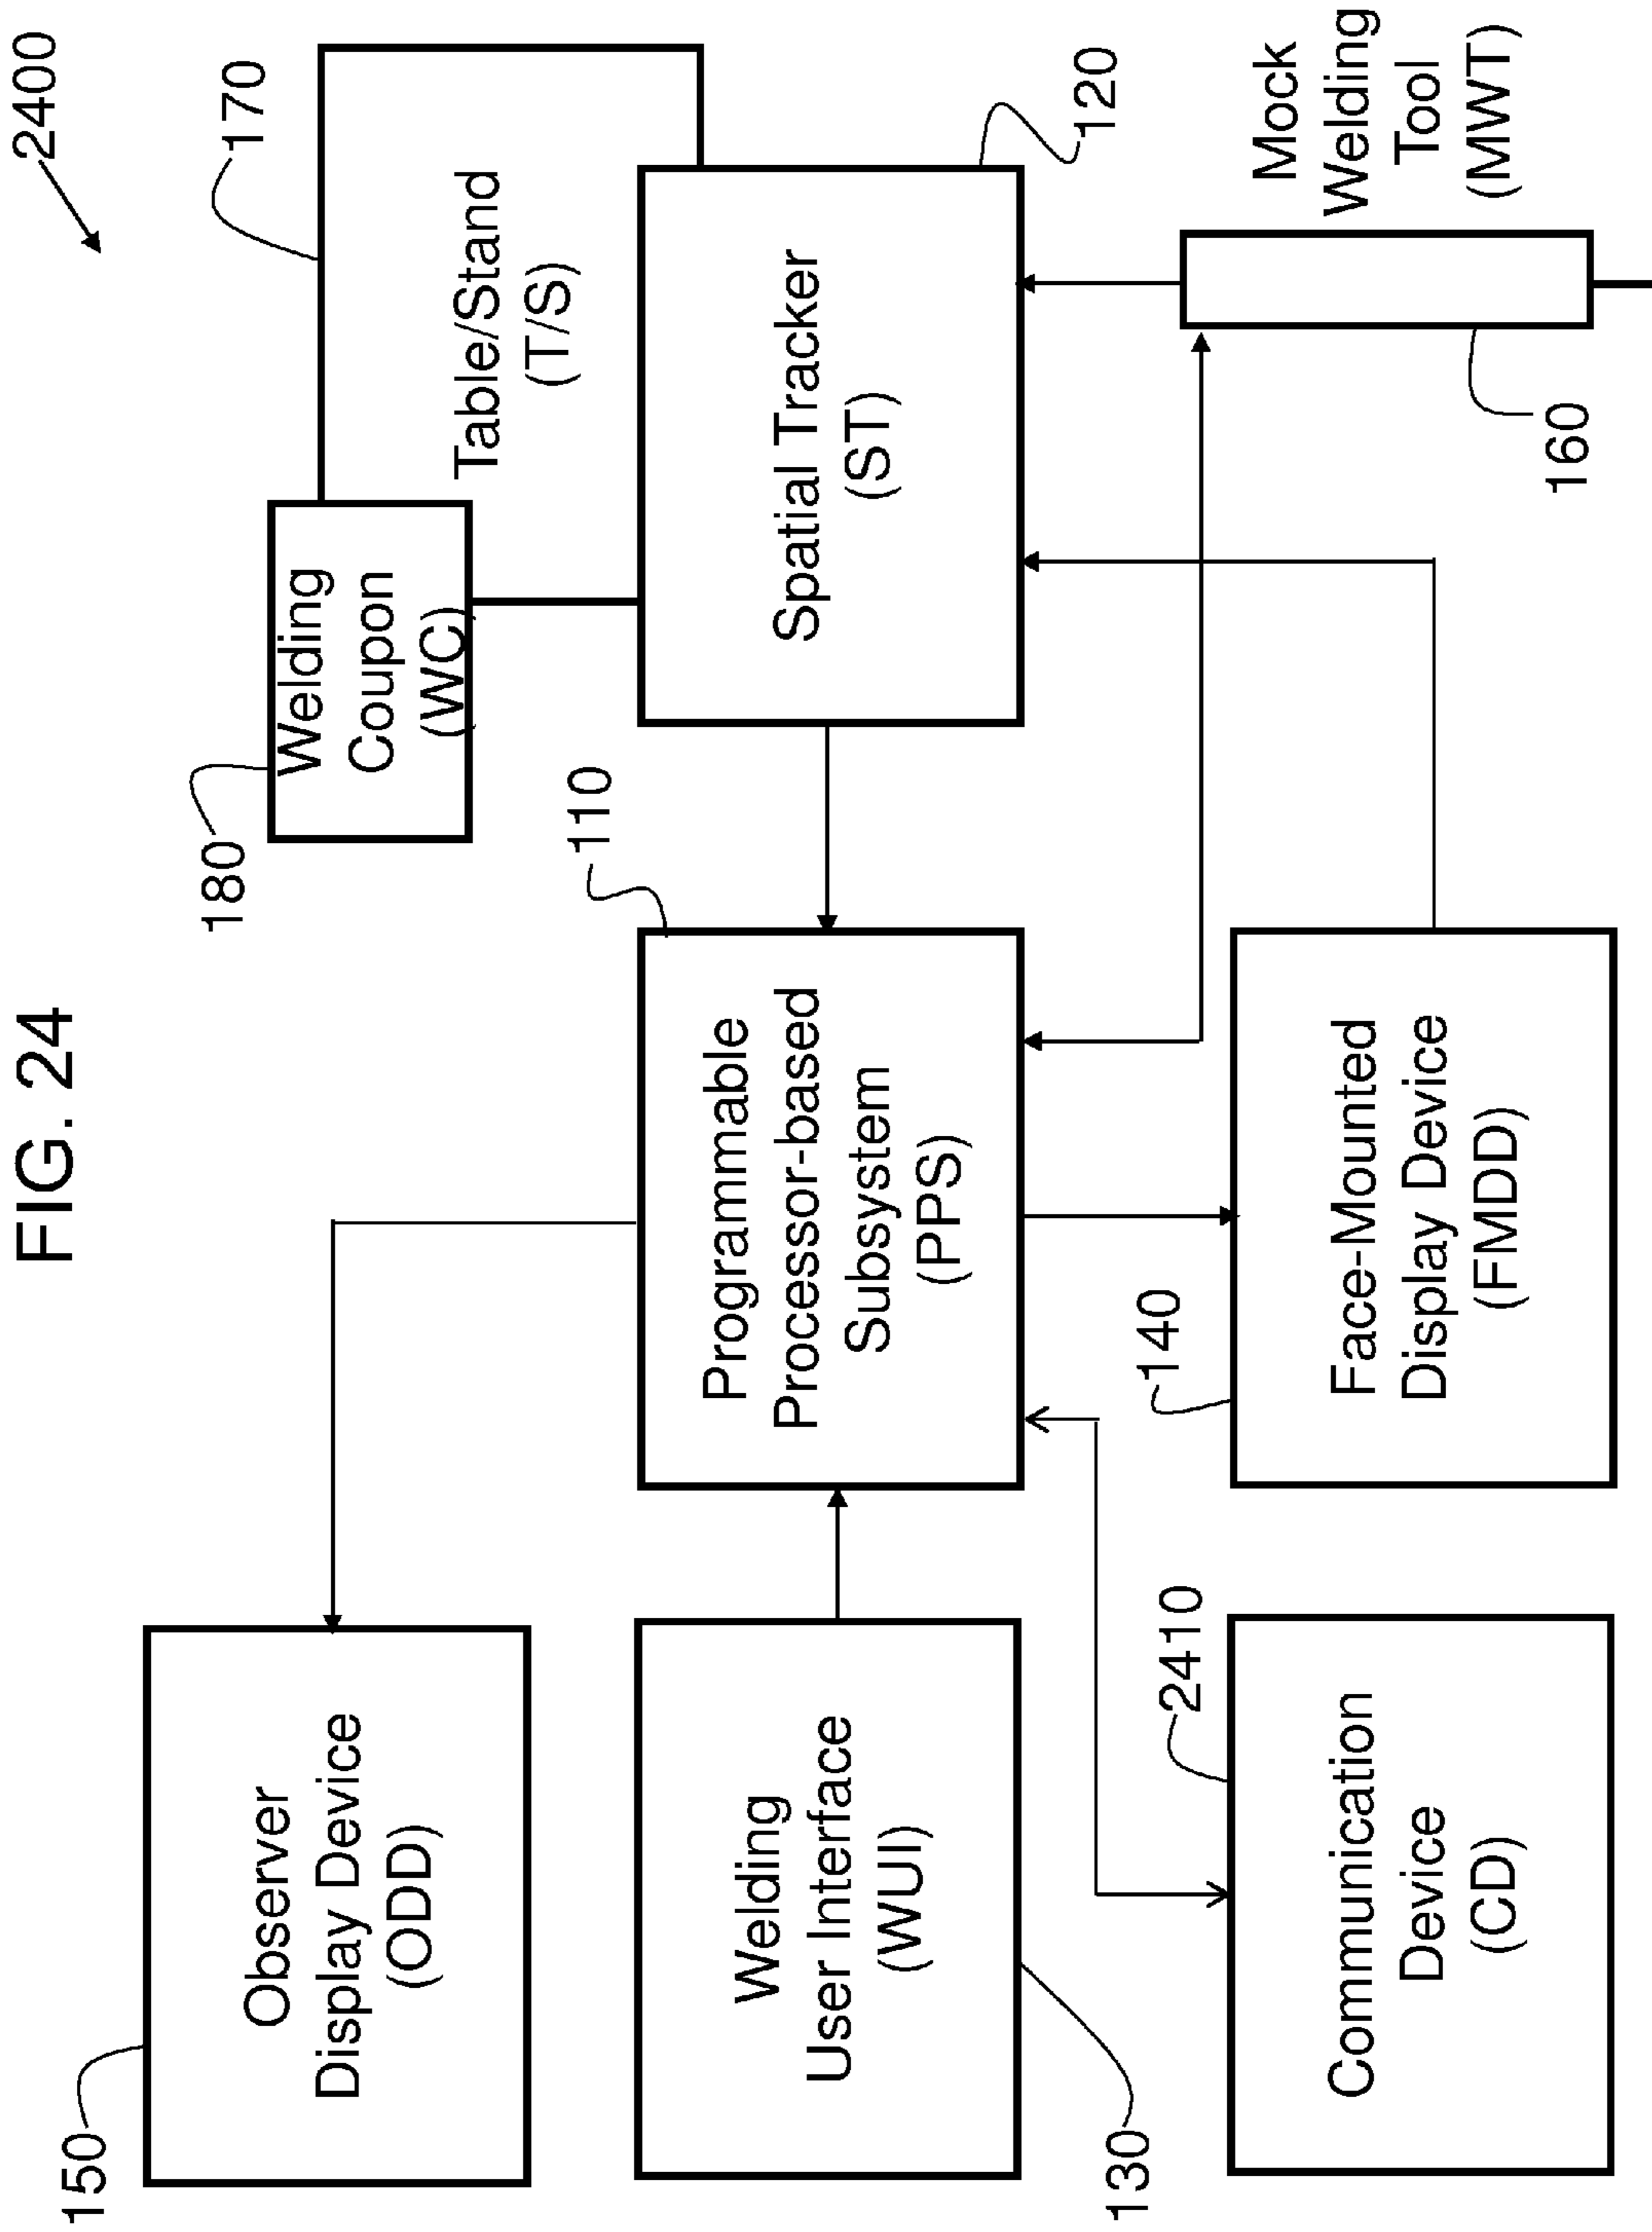 FIG. 24
2400
150
Observer
Display Device
(ODD)
180
Welding
Coupon
(WC)
170
Table/Stand
(T/S)
Welding
User Interface
(WUI)
130
110
Programmable
Processor-based
Subsystem
(PPS)
Spatial Tracker
(ST)
120
2410
Communication
Device
(CD)
140
Face-Mounted
Display Device
(FMDD)
160
Mock
Welding
Tool
(MWT)